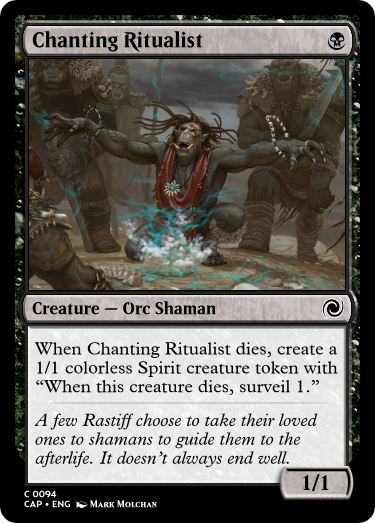 Chanting Ritualist
Creature — Orc Shaman
When Chanting Ritualist dies, create a
1/1 colorless Spirit creature token with
“When this creature dies, surveil 1.”
A few Rastiff choose to take their loved
ones to shamans to guide them to the
afterlife. It doesn't always end well.
1/1
C 0094
CAP • ENG Mark Molchan